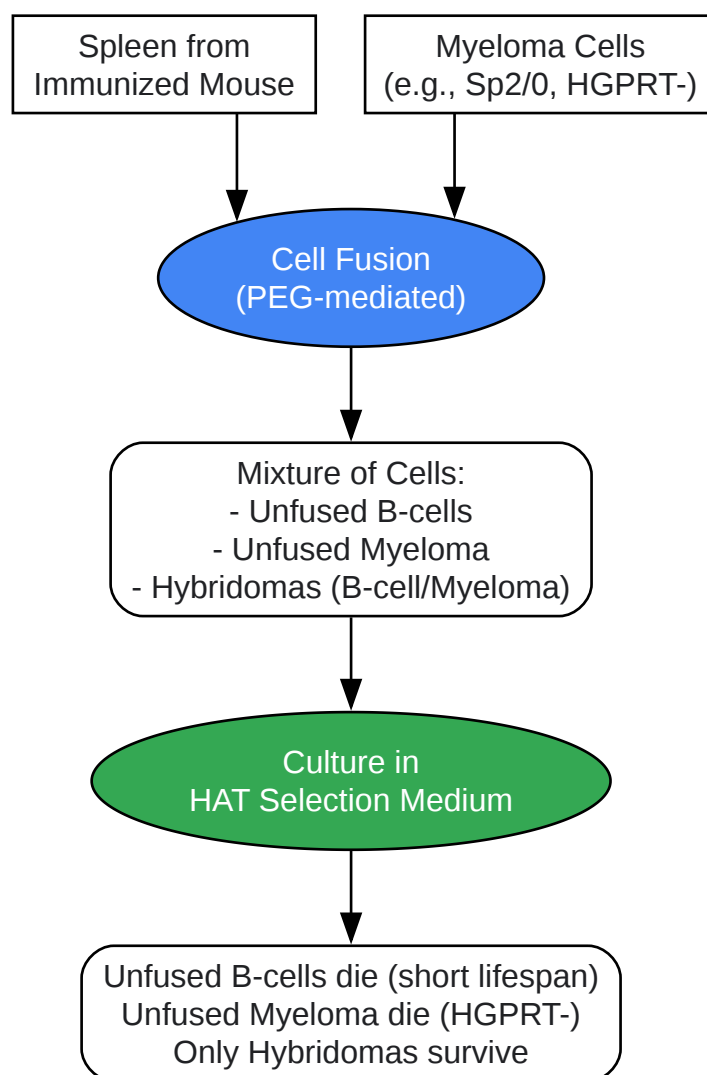 Spleen from
Immunized Mouse
Myeloma Cells
(e.g., Sp2/0, HGPRT-)
Cell Fusion
(PEG-mediated)
Mixture of Cells:
- Unfused B-cells
- Unfused Myeloma
- Hybridomas (B-cell/Myeloma)
Culture in
HAT Selection Medium
Unfused B-cells die (short lifespan)
Unfused Myeloma die (HGPRT-)
Only Hybridomas survive